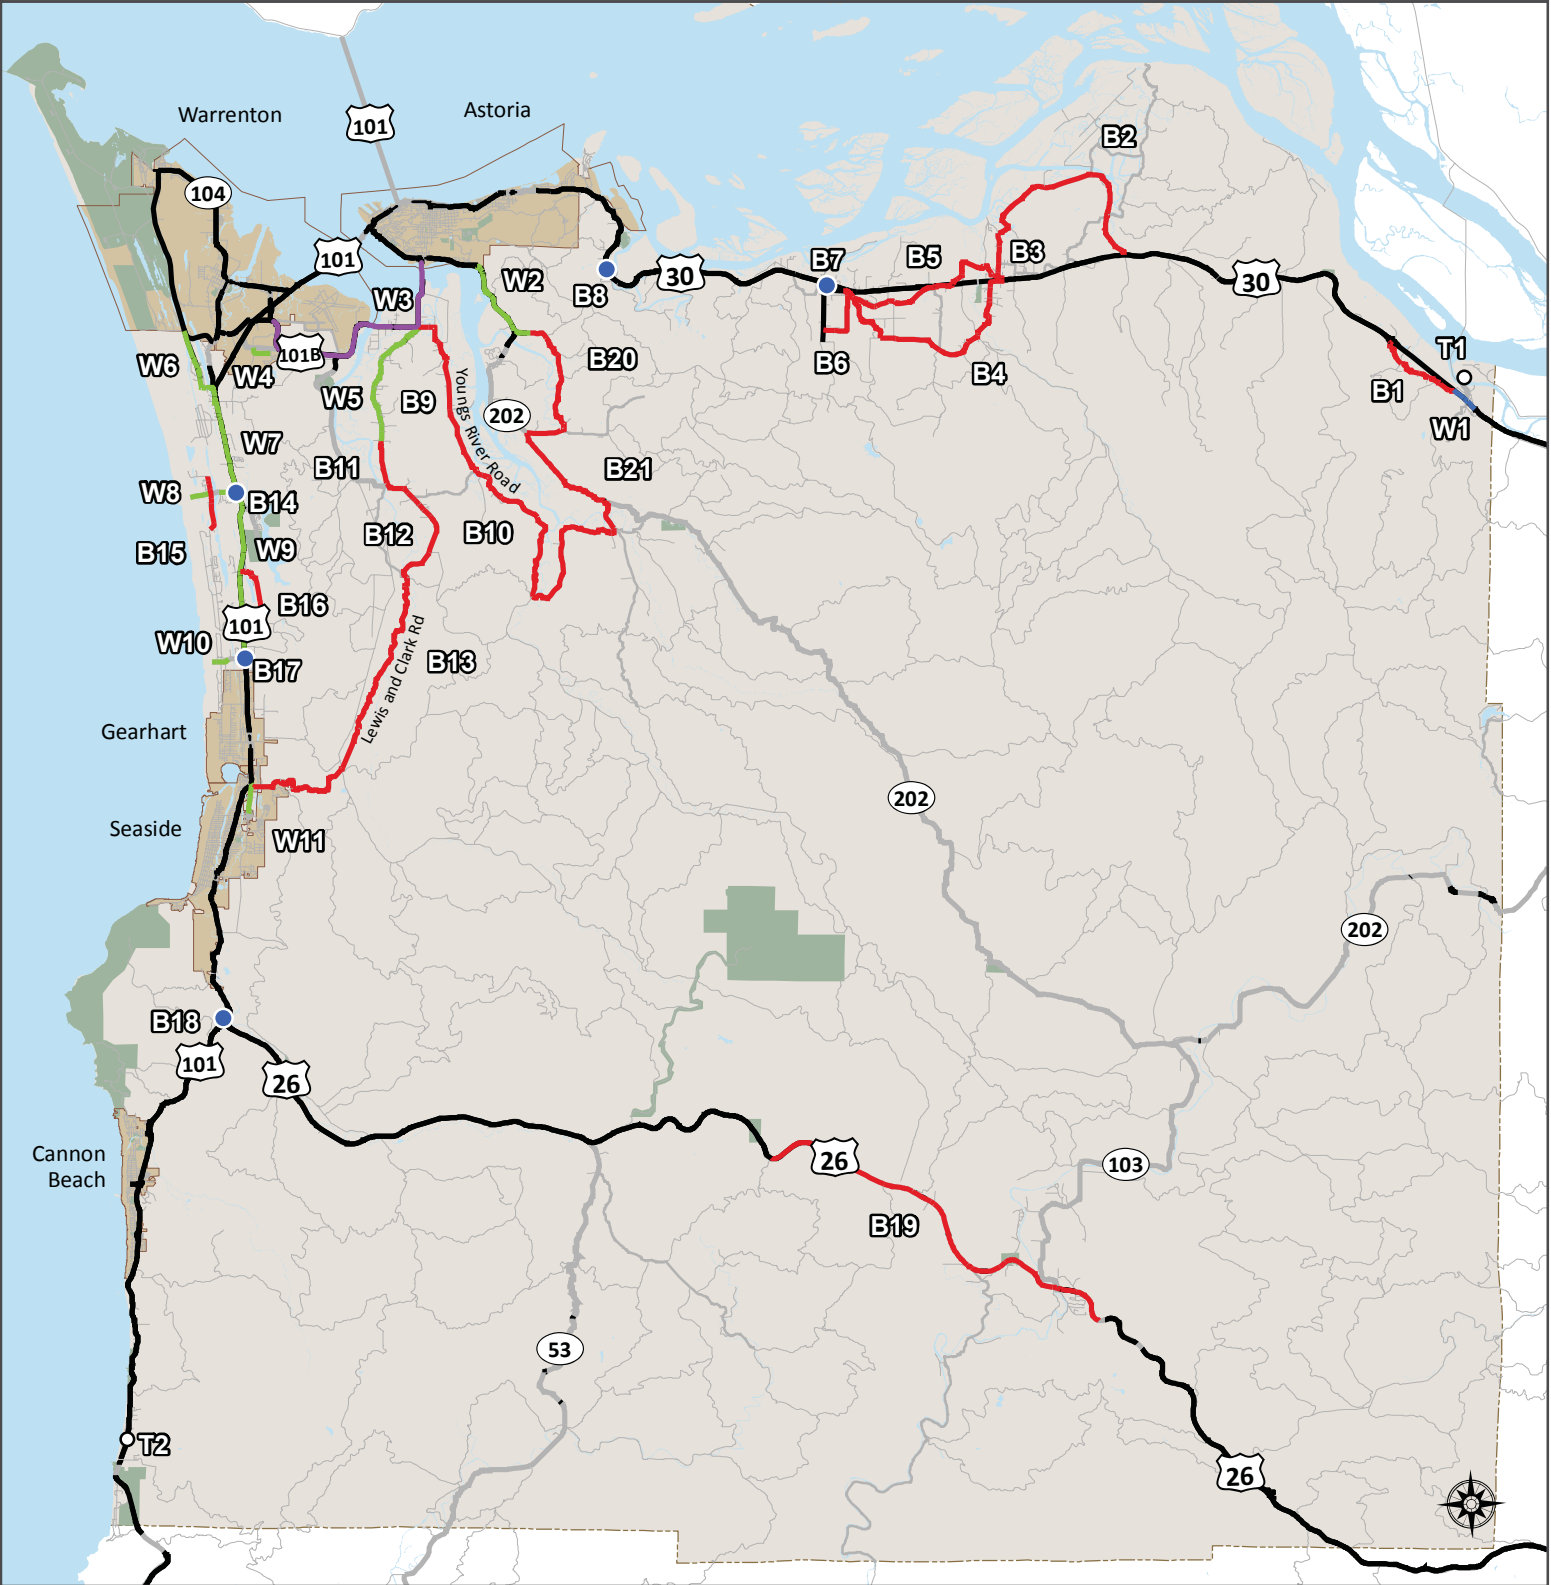 Warrenton
Astoria
101
B2
104
101
W3
W2
B8
30
B7
B5
B3
30
W6
W4
101B
W5
B9
B20
B6
B4
T1
B1
W1
Youngs River Road
202
W7
B11
B21
W8
B14
B12
B10
B15
W9
B16
101
W10
B17
B13
Lewis and Clark Rd
Gearhart
202
Seaside
W11
202
B18
101
26
Cannon
Beach
26
103
B19
53
T2
26